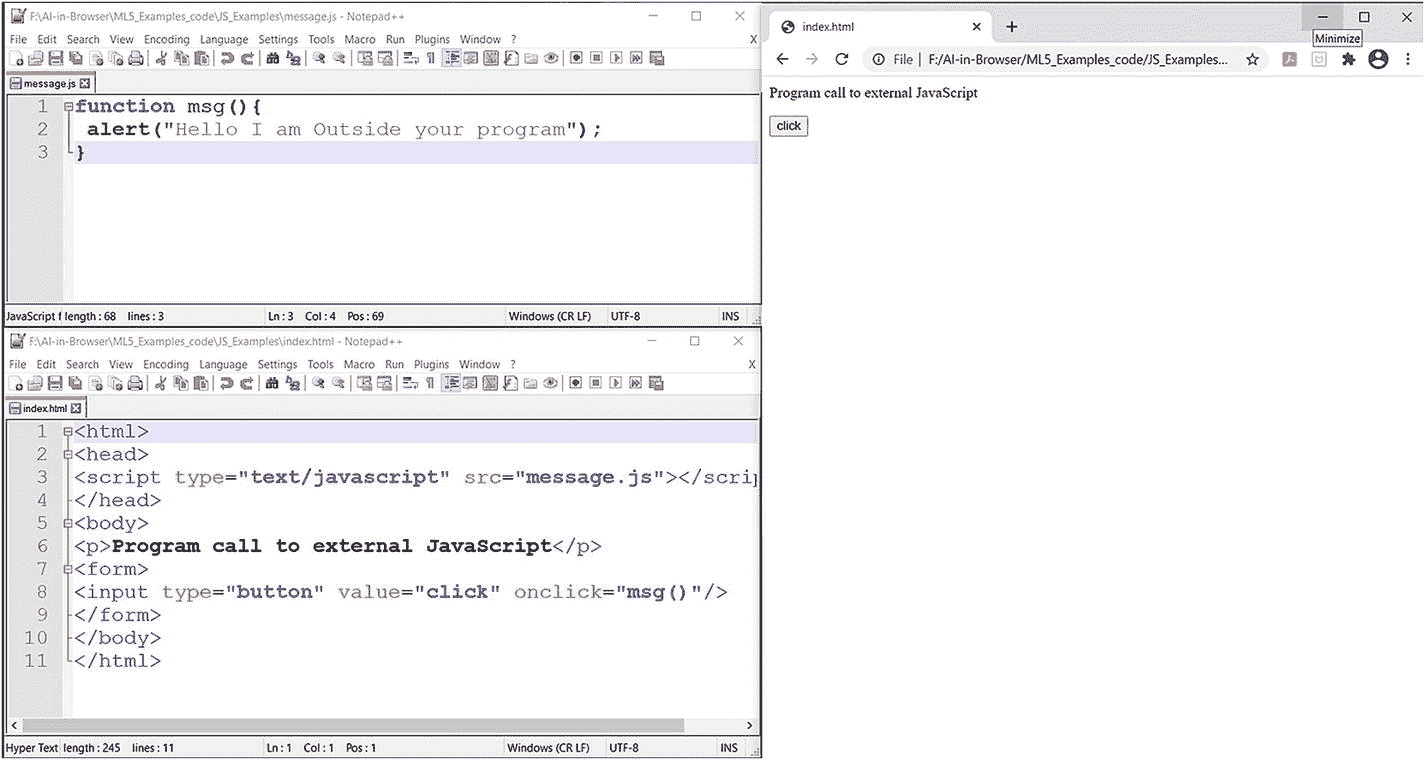 F:\AI-in-Browser\ML5_Examples_code\JS_Examples\message.js - Notepad++
File Edit Search View Encoding Language Settings Tools Macro Run Plugins Window ? X
message.js
1 function msg(){
2 alert("Hello I am Outside your program");
3 }
JavaScript f length : 68 lines : 3 Ln : 3 Col : 4 Pos : 69 Windows (CR LF) UTF-8 INS
F:\AI-in-Browser\ML5_Examples_code\JS_Examples\index.html - Notepad++
File Edit Search View Encoding Language Settings Tools Macro Run Plugins Window ? X
index.html
1 <html>
2 <head>
3 <script type="text/javascript" src="message.js"></scrip
4 </head>
5 <body>
6 <p>Program call to external JavaScript</p>
7 <form>
8 <input type="button" value="click" onclick="msg()"/>
9 </form>
10 </body>
11 </html>
Hyper Text length : 245 lines : 11 Ln : 1 Col : 1 Pos : 1 Windows (CR LF) UTF-8 INS
index.html
Minimize
File | F:/AI-in-Browser/ML5_Examples_code/JS_Examples...
Program call to external JavaScript
click